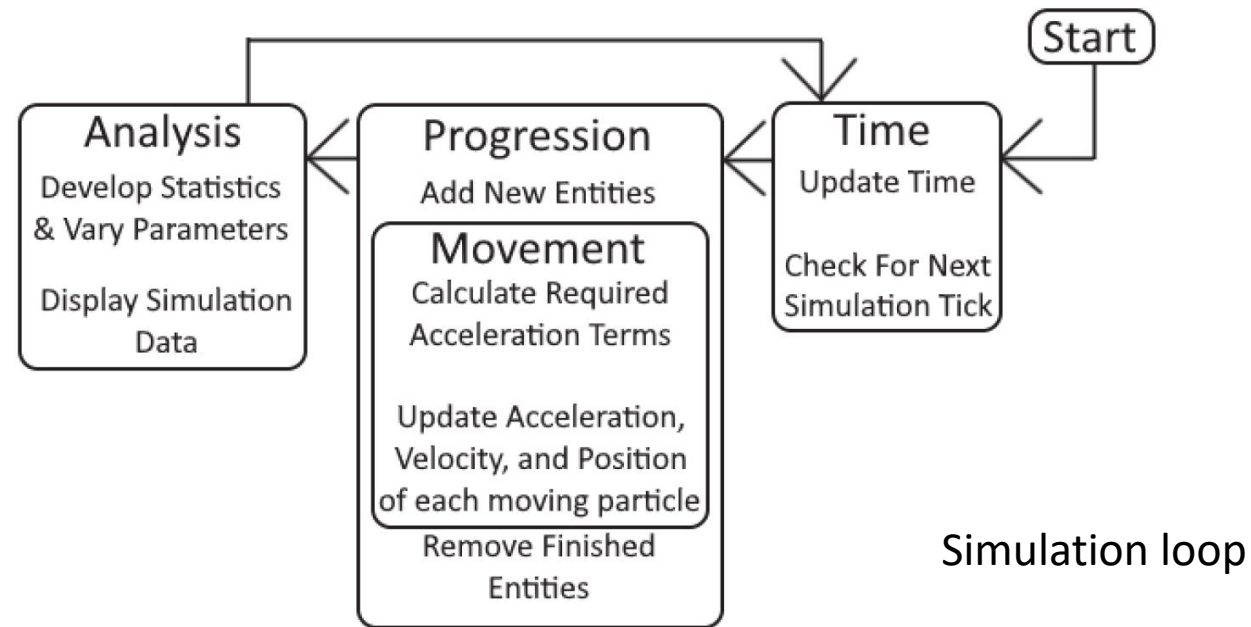 Start
Analysis
Develop Statistics
& Vary Parameters
Display Simulation
Data
Progression
Add New Entities
Movement
Calculate Required
Acceleration Terms
Update Acceleration,
Velocity, and Position
of each moving particle
Remove Finished
Entities
Time
Update Time
Check For Next
Simulation Tick
Simulation loop